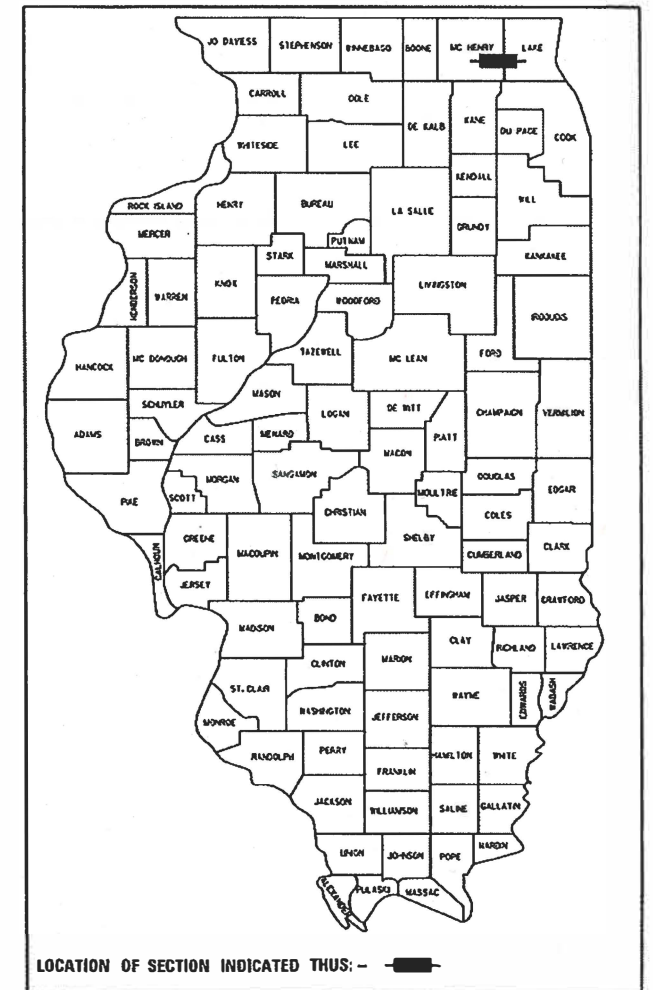 JO DAVIESS STEPHENSON WINNEBAGO BOONE MC HENRY LAKE
CARROLL OGLE
DE KALB KANE DU PAGE COOK
WHITESIDE LEE
KENDALL WILL
ROCK ISLAND HENRY BUREAU LA SALLE GRUNDY
MERCER PUTNAM KANKAKEE
STARK MARSHALL
HENDERSON WARREN KNOX PEORIA WOODFORD LIVINGSTON IROQUOIS
HANCOCK MC DONOUGH FULTON TAZEWELL MC LEAN FORD
MASON
SCHUYLER LOGAN DE WITT CHAMPAIGN VERMILION
ADAMS BROWN CASS MENARD PIATT
MACON
PIKE SCOTT MORGAN SANGAMON MOULTRIE DOUGLAS EDGAR
CHRISTIAN COLES
GREENE MACOUPIN MONTGOMERY SHELBY CUMBERLAND CLARK
CALHOUN JERSEY
FAYETTE EFFINGHAM JASPER CRAWFORD
MADISON BOND
CLAY RICHLAND LAWRENCE
CLINTON MARION
ST. CLAIR WAYNE EDWARDS WABASH
MONROE WASHINGTON JEFFERSON
RANDOLPH PERRY HAMILTON WHITE
FRANKLIN
JACKSON WILLIAMSON SALINE GALLATIN
UNION JOHNSON POPE HARDIN
ALEXANDER PULASKI MASSAC
LOCATION OF SECTION INDICATED THUS: –